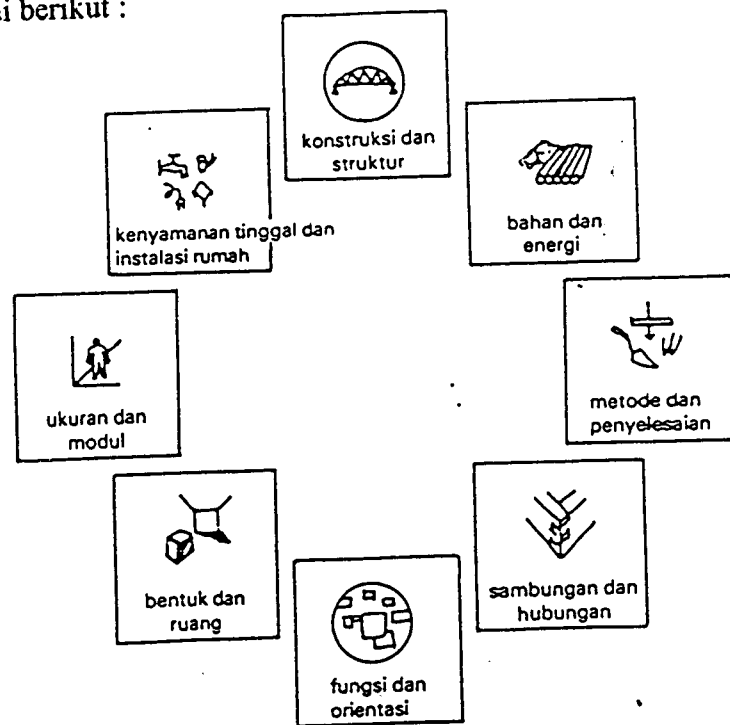 berikut :
konstruksi dan
struktur
bahan dan
energi
metode dan
penyelesaian
sambungan dan
hubungan
fungsi dan
orientasi
bentuk dan
ruang
ukuran dan
modul
kenyamanan tinggal dan
instalasi rumah